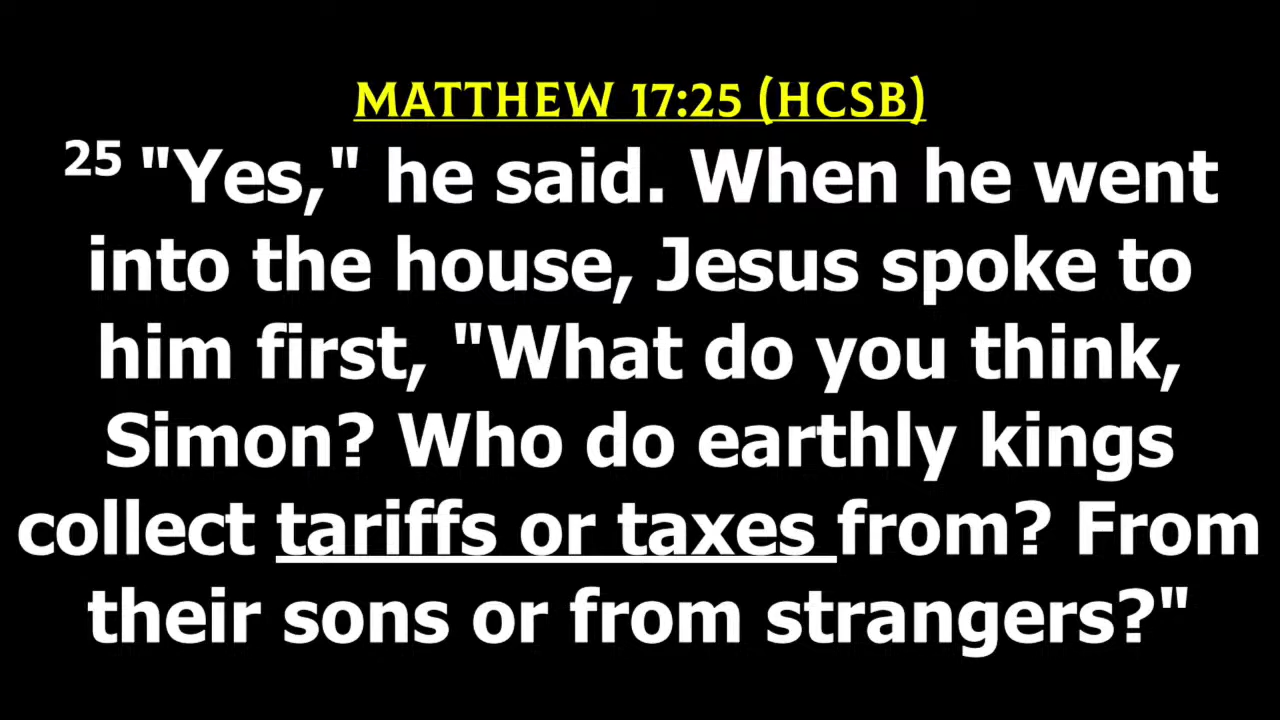 MATTHEW 17:25 (HCSB)
25 "Yes," he said. When he went
into the house, Jesus spoke to
him first, "What do you think,
Simon? Who do earthly kings
collect tariffs or taxes from? From
their sons or from strangers?"